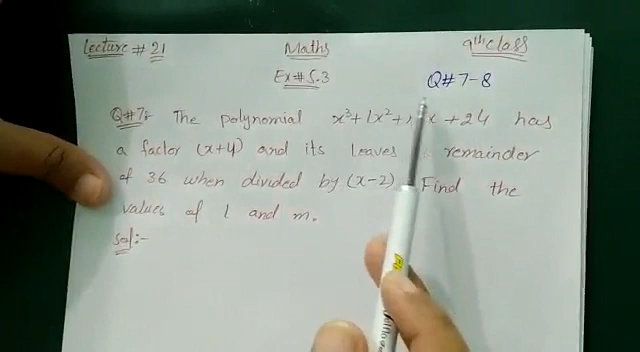 Lecture # 21 Maths 9th Class
Ex # 5.3 Q# 7-8
Q# 7:- The polynomial x³+lx²+ x +24 has
a factor (x+4) and its leaves remainder
of 36 when divided by (x-2) Find the
values of l and m.
Sol:-